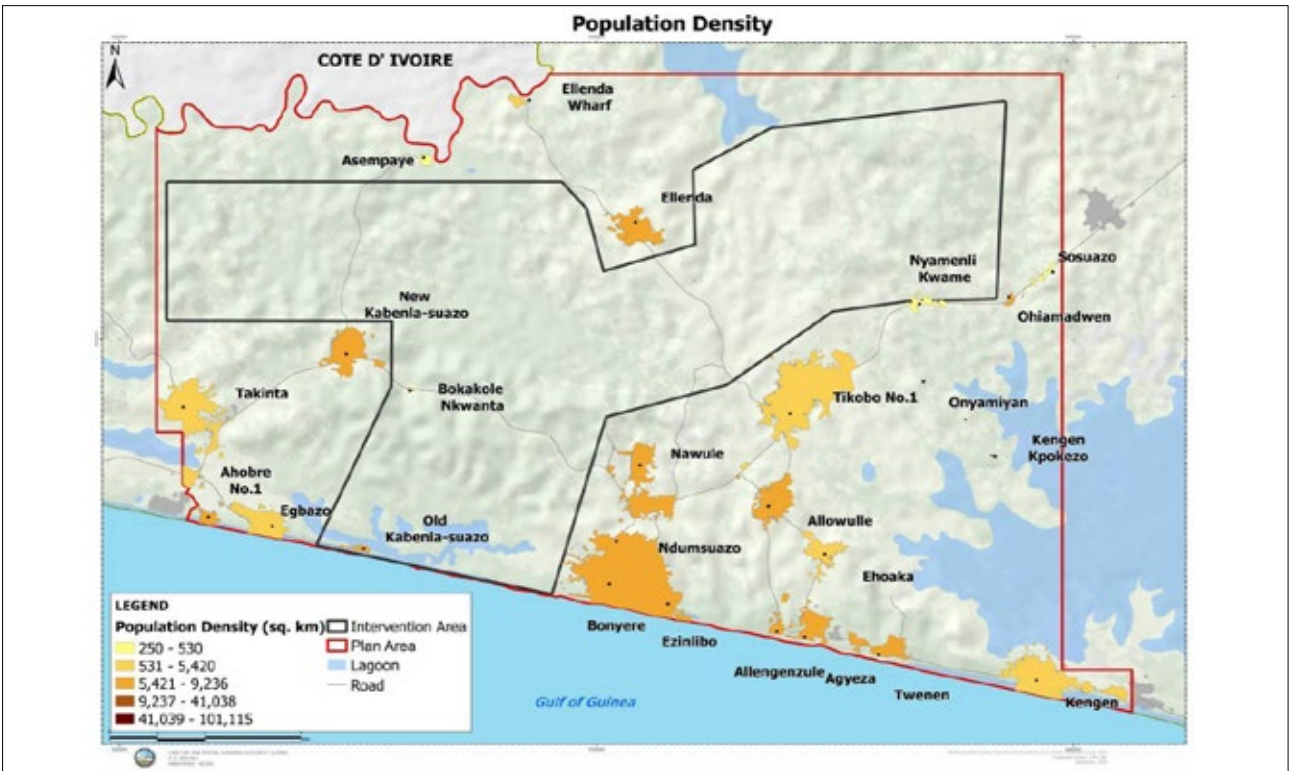 Population Density
N
COTE D' IVOIRE
Ellenda
Wharf
Asempaye
Ellenda
Nyamenli
Kwame
Sosuazo
Ohiamadwen
New
Kabenla-suazo
Takinta
Bokakole
Nkwanta
Tikobo No.1
Onyamiyan
Kengen
Kpokezo
Nawule
Ahobre
No.1
Egbazo
Old
Kabenla-suazo
Allowulle
Ndumsuazo
Ehoaka
Bonyere
Ezinlibo
Allengenzule
Agyeza
Twenen
Kengen
Gulf of Guinea
LEGEND
Population Density (sq. km)
250 - 530
531 - 5,420
5,421 - 9,236
9,237 - 41,038
41,039 - 101,115
Intervention Area
Plan Area
Lagoon
Road